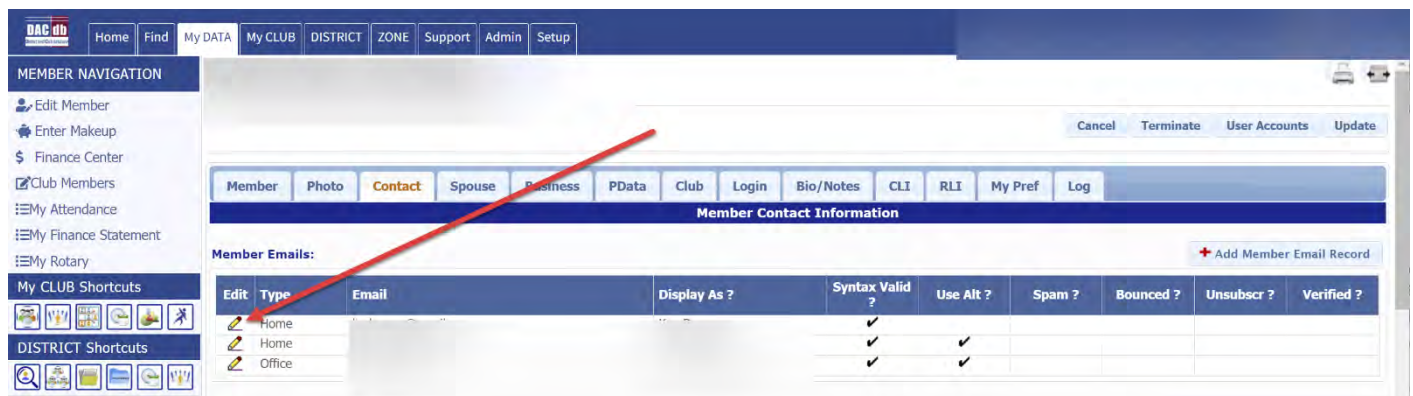 DAC db
Home Find My DATA My CLUB DISTRICT ZONE Support Admin Setup
MEMBER NAVIGATION
Edit Member
Enter Makeup
$ Finance Center
Club Members
My Attendance
My Finance Statement
My Rotary
My CLUB Shortcuts
DISTRICT Shortcuts
Cancel Terminate User Accounts Update
Member Photo Contact Spouse Business PData Club Login Bio/Notes CLI RLI My Pref Log
Member Contact Information
Member Emails:
+ Add Member Email Record
Edit Type Email Display As ? Syntax Valid ? Use Alt ? Spam ? Bounced ? Unsubscr ? Verified ?
Home ✔
Home ✔ ✔
Office ✔ ✔